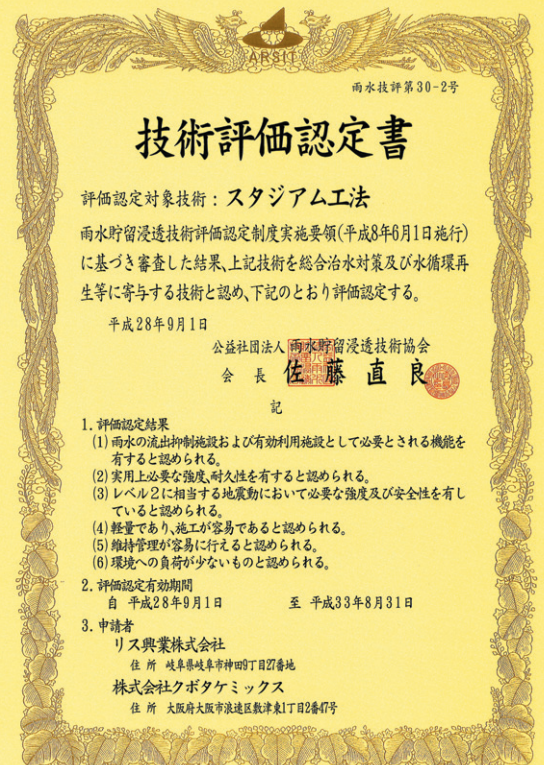 ARSIT
雨水技評第30-2号
技術評価認定書
評価認定対象技術：スタジアム工法
雨水貯留浸透技術評価認定制度実施要領(平成8年6月1日施行)
に基づき審査した結果、上記技術を総合治水対策及び水循環再
生等に寄与する技術と認め、下記のとおり評価認定する。
平成28年9月1日
公益社団法人 雨水貯留浸透技術協会
会長 佐藤直良
記
1. 評価認定結果
(1) 雨水の流出抑制施設および有効利用施設として必要とされる機能を
有すると認められる。
(2) 実用上必要な強度、耐久性を有すると認められる。
(3) レベル2に相当する地震動において必要な強度及び安全性を有し
ていると認められる。
(4) 軽量であり、施工が容易であると認められる。
(5) 維持管理が容易に行えると認められる。
(6) 環境への負荷が少ないものと認められる。
2. 評価認定有効期間
自 平成28年9月1日 至 平成33年8月31日
3. 申請者
リス興業株式会社
住所 岐阜県岐阜市神田9丁目27番地
株式会社クボタケミックス
住所 大阪府大阪市浪速区敷津東1丁目2番47号